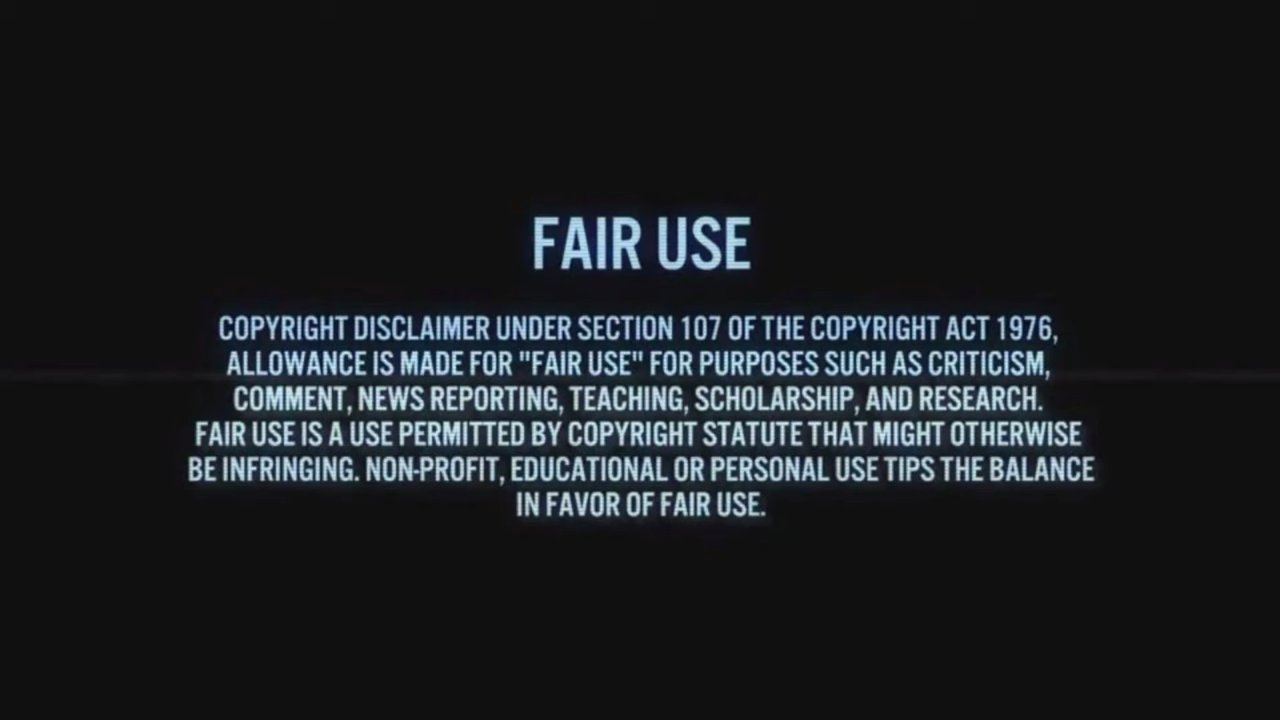 FAIR USE
COPYRIGHT DISCLAIMER UNDER SECTION 107 OF THE COPYRIGHT ACT 1976,
ALLOWANCE IS MADE FOR "FAIR USE" FOR PURPOSES SUCH AS CRITICISM,
COMMENT, NEWS REPORTING, TEACHING, SCHOLARSHIP, AND RESEARCH.
FAIR USE IS A USE PERMITTED BY COPYRIGHT STATUTE THAT MIGHT OTHERWISE
BE INFRINGING. NON-PROFIT, EDUCATIONAL OR PERSONAL USE TIPS THE BALANCE
IN FAVOR OF FAIR USE.